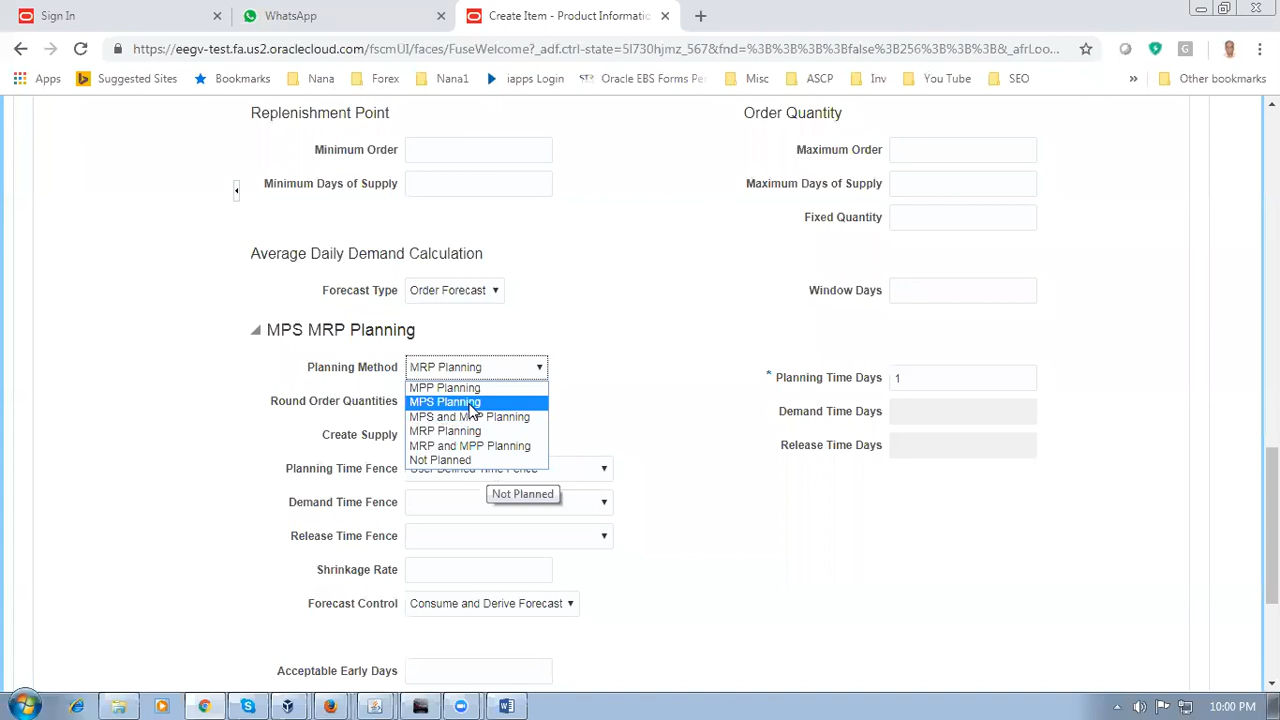 Sign In
WhatsApp
Create Item - Product Informatio
https://eegv-test.fa.us2.oraclecloud.com/fscmUI/faces/FuseWelcome?_adf.ctrl-state=5l730hjmz_567&fnd=%3B%3B%3B%3Bfalse%3B256%3B%3B%3B&_afrLoo...
Apps
Suggested Sites
Bookmarks
Nana
Forex
Nana1
iapps Login
Oracle EBS Forms Per
Misc
ASCP
Inv
You Tube
SEO
»
Other bookmarks
Replenishment Point
Order Quantity
Minimum Order
Maximum Order
Minimum Days of Supply
Maximum Days of Supply
Fixed Quantity
Average Daily Demand Calculation
Forecast Type Order Forecast
Window Days
MPS MRP Planning
Planning Method MRP Planning
* Planning Time Days 1
MPP Planning
MPS Planning
Round Order Quantities
Demand Time Days
MPS and MRP Planning
MRP Planning
Create Supply
Release Time Days
MRP and MPP Planning
Not Planned
Planning Time Fence User Defined Time Fence
Not Planned
Demand Time Fence
Release Time Fence
Shrinkage Rate
Forecast Control Consume and Derive Forecast
Acceptable Early Days
10:00 PM